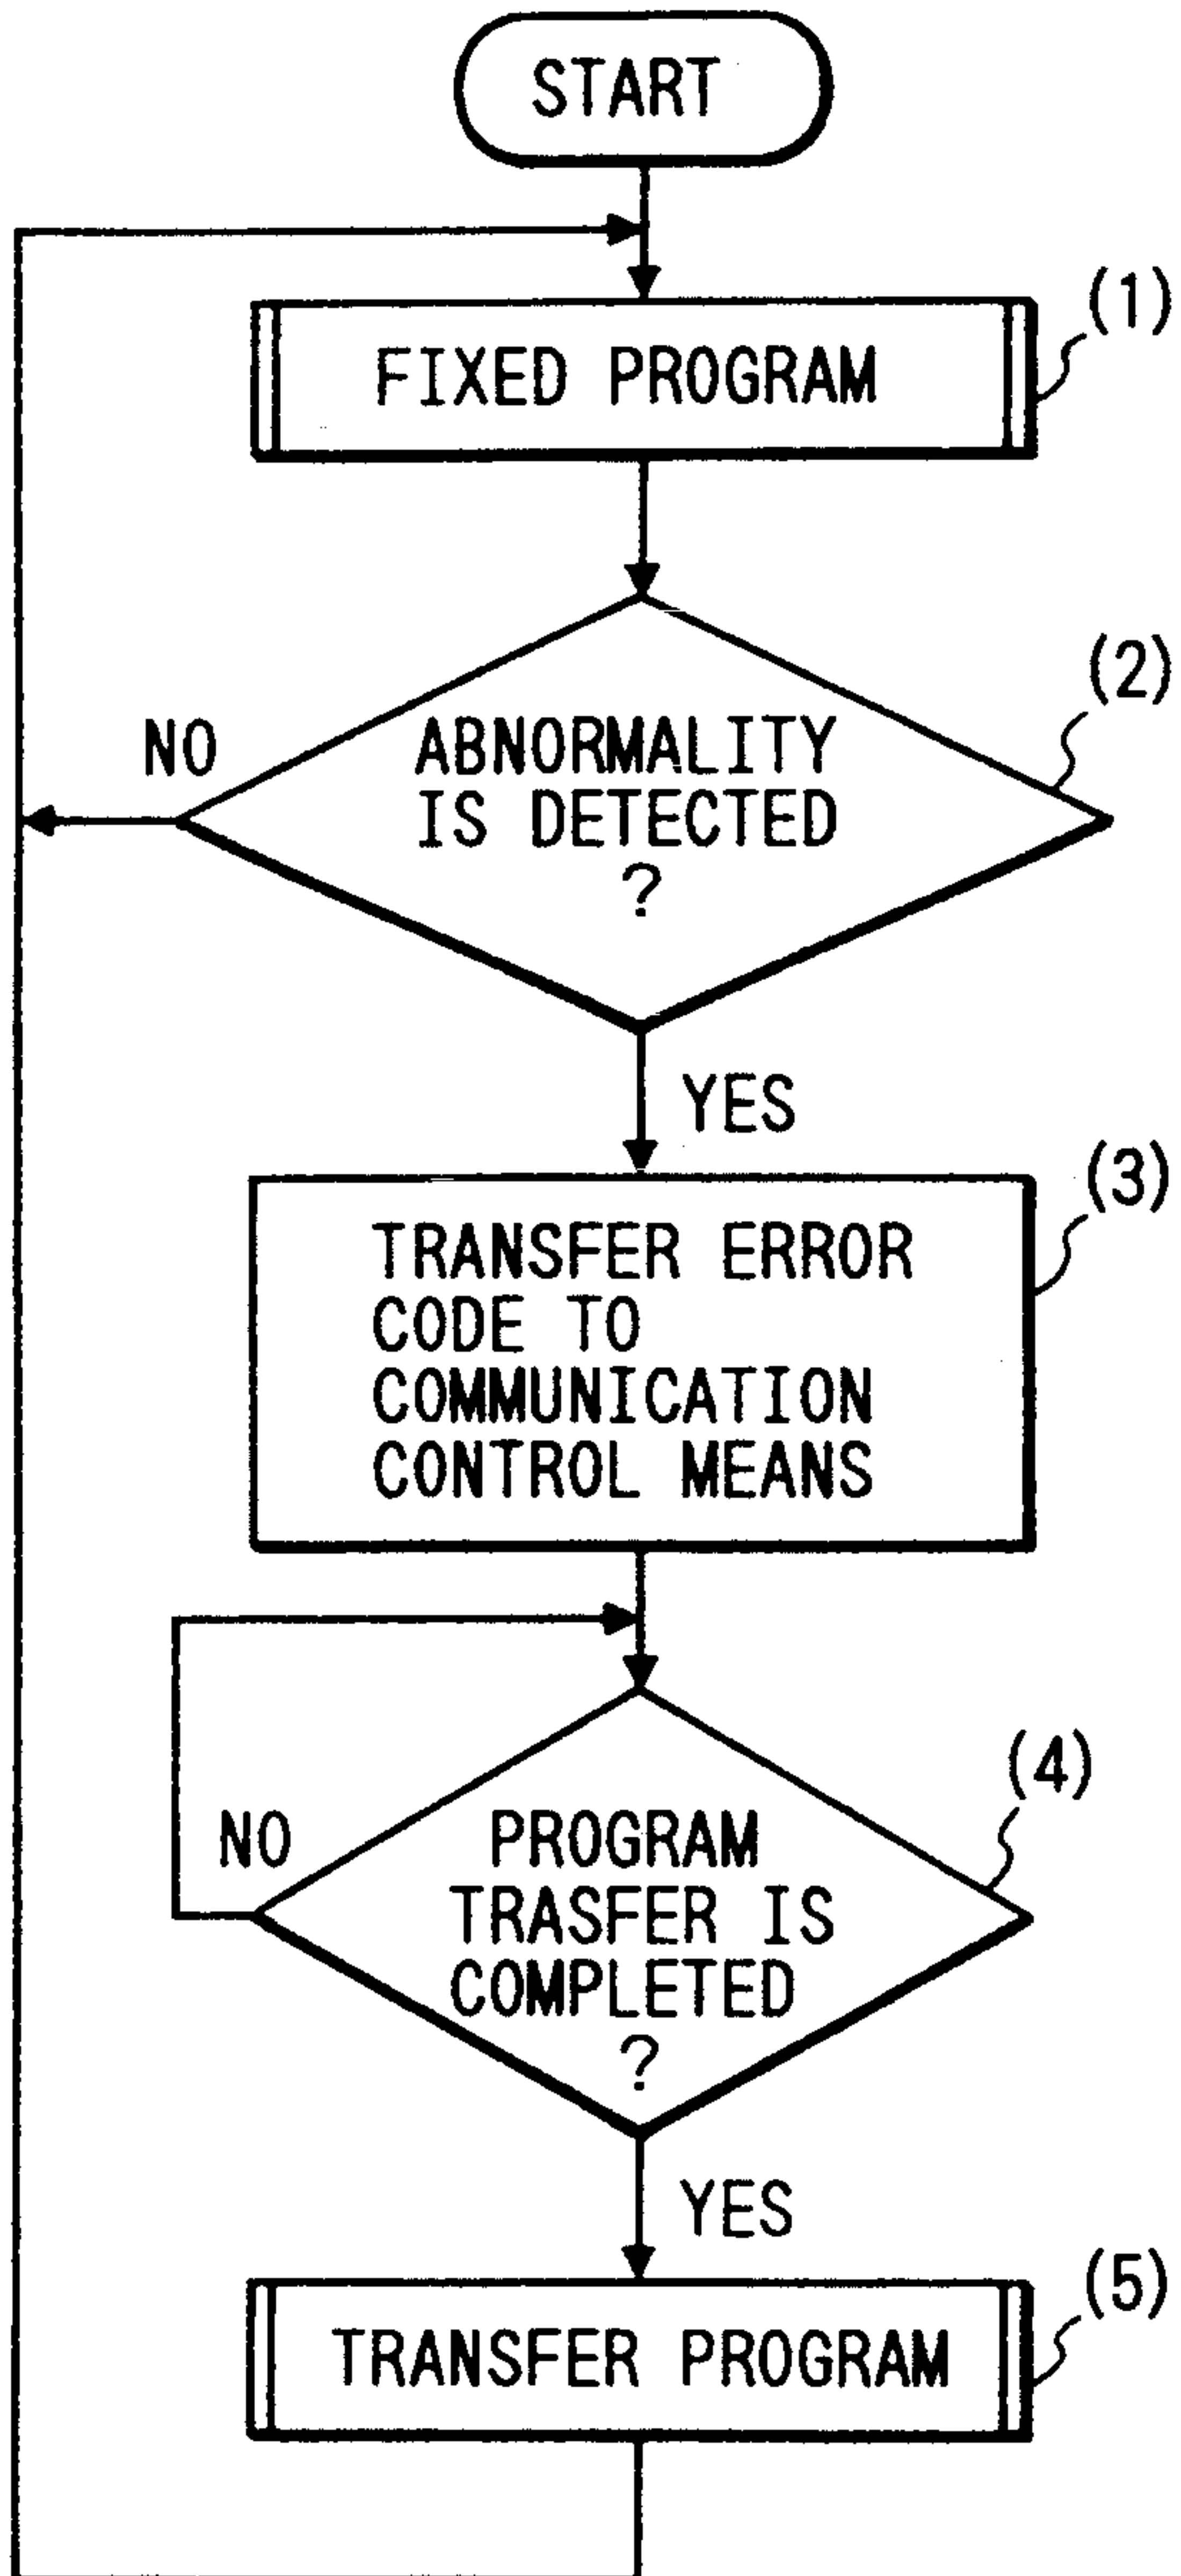 START
(1)
FIXED PROGRAM
(2)
NO
ABNORMALITY
IS DETECTED
?
YES
(3)
TRANSFER ERROR
CODE TO
COMMUNICATION
CONTROL MEANS
(4)
NO
PROGRAM
TRASFER IS
COMPLETED
?
YES
(5)
TRANSFER PROGRAM